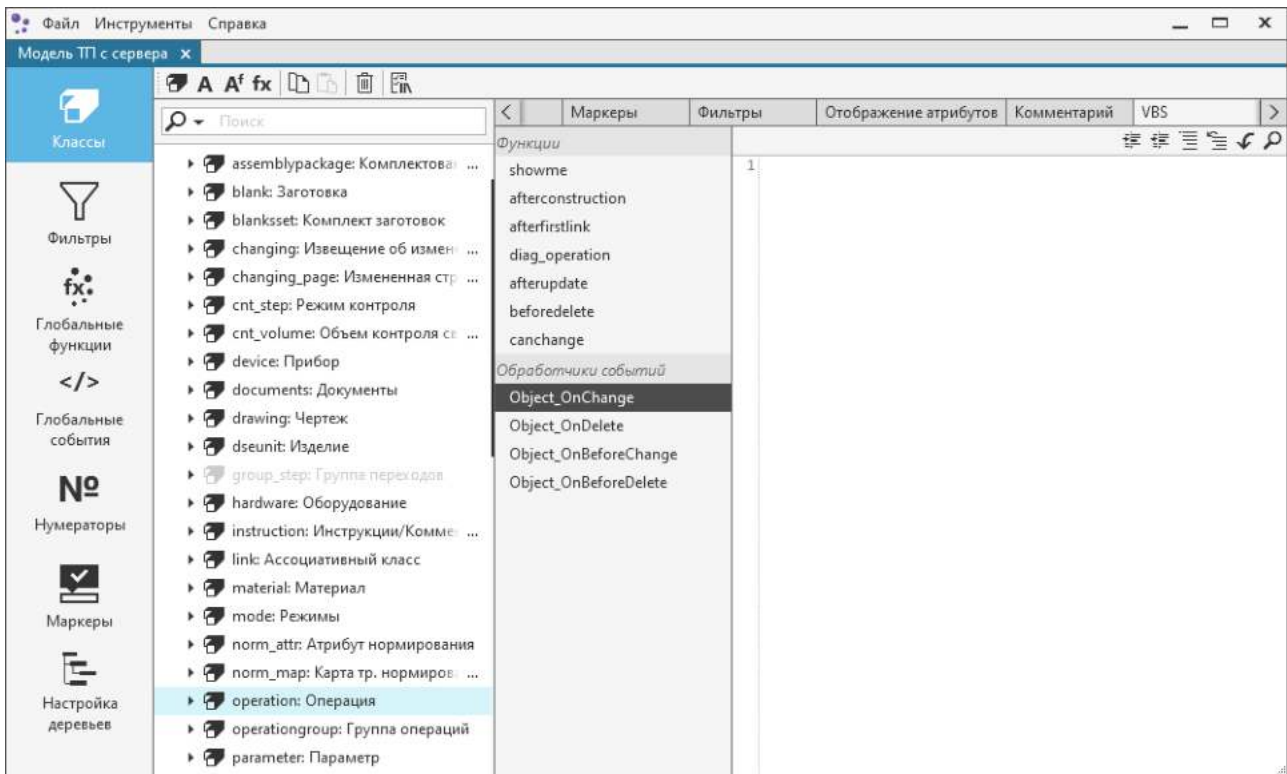 Файл Инструменты Справка
Модель ТП с сервера x
A Aᶠ fx
Классы
Фильтры
fx
Глобальные
функции
</>
Глобальные
события
№
Нумераторы
Маркеры
Настройка
деревьев
Поиск
assemblypackage: Комплектова ...
blank: Заготовка
blanksset: Комплект заготовок
changing: Извещение об измен ...
changing_page: Измененная стр ...
cnt_step: Режим контроля
cnt_volume: Объем контроля св ...
device: Прибор
documents: Документы
drawing: Чертеж
dseunit: Изделие
group_step: Группа переходов
hardware: Оборудование
instruction: Инструкции/Комме ...
link: Ассоциативный класс
material: Материал
mode: Режимы
norm_attr: Атрибут нормирования
norm_map: Карта тр. нормиров ...
operation: Операция
operationgroup: Группа операций
parameter: Параметр
< Маркеры Фильтры Отображение атрибутов Комментарий VBS >
Функции
showme
afterconstruction
afterfirstlink
diag_operation
afterupdate
beforedelete
canchange
Обработчики событий
Object_OnChange
Object_OnDelete
Object_OnBeforeChange
Object_OnBeforeDelete
1